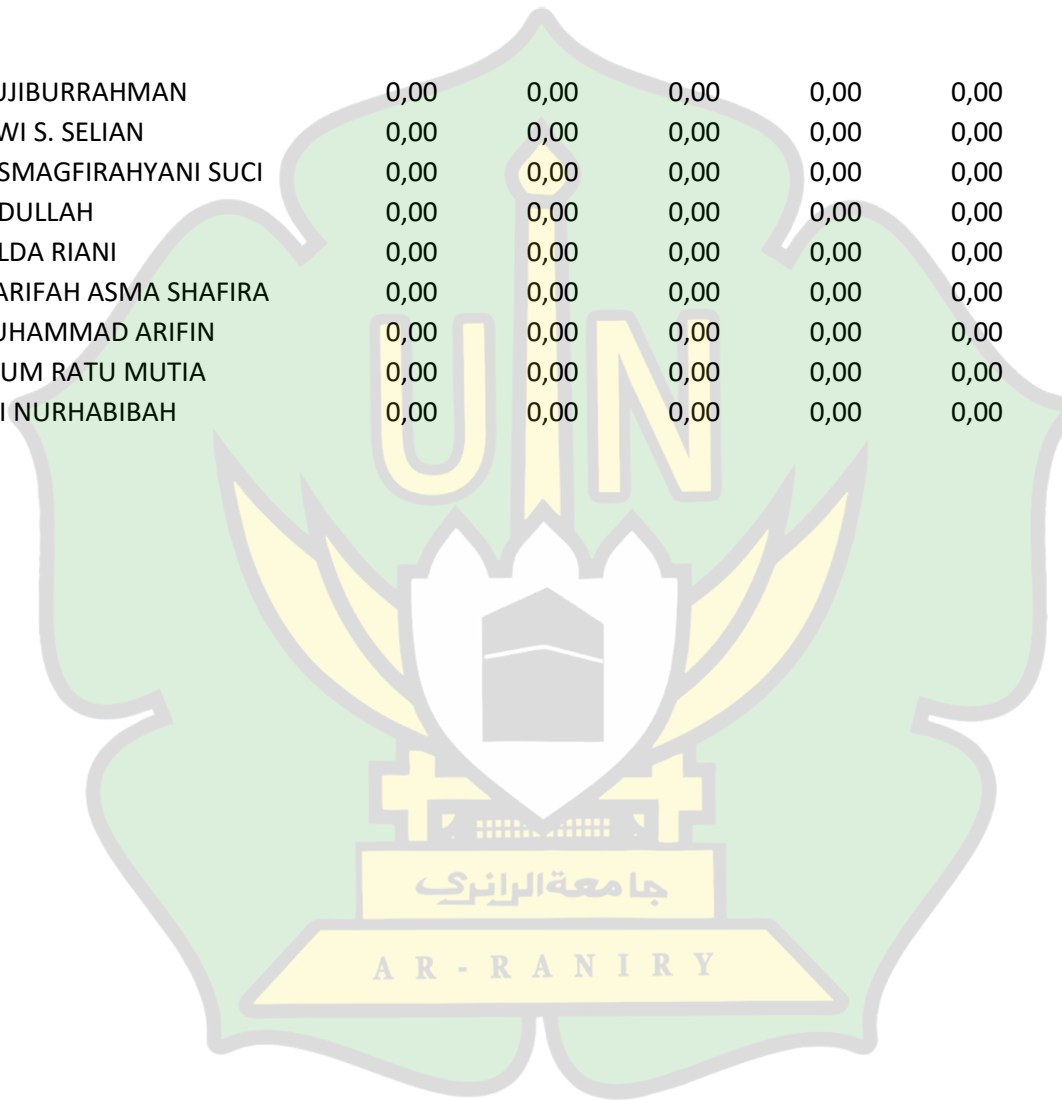 UJIBURRAHMAN 0,00 0,00 0,00 0,00 0,00
WI S. SELIAN 0,00 0,00 0,00 0,00 0,00
SMAGFIRAHYANI SUCI 0,00 0,00 0,00 0,00 0,00
DULLAH 0,00 0,00 0,00 0,00 0,00
LDA RIANI 0,00 0,00 0,00 0,00 0,00
ARIFAH ASMA SHAFIRA 0,00 0,00 0,00 0,00 0,00
UHAMMAD ARIFIN 0,00 0,00 0,00 0,00 0,00
UM RATU MUTIA 0,00 0,00 0,00 0,00 0,00
I NURHABIBAH 0,00 0,00 0,00 0,00 0,00
UIN
جامعة الرانري
AR-RANIRY